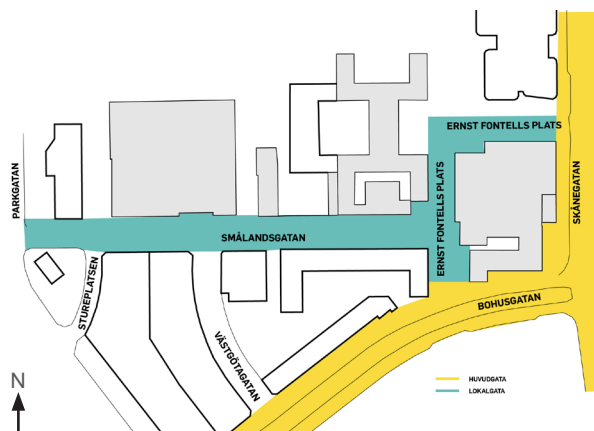 ERNST FONTELLS PLATS
PARKGATAN
SKÅNEGATAN
ERNST FONTELLS PLATS
SMÅLANDSGATAN
STUREPLATSEN
VÄSTGÖTAGATAN
BOHUSGATAN
N
HUVUDGATA
LOKALGATA